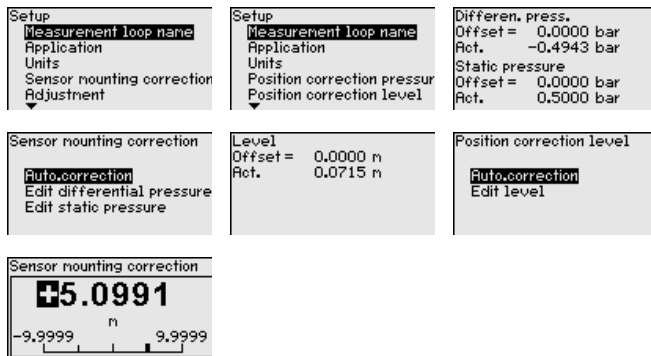 Setup
Measurement loop name
Application
Units
Sensor mounting correction
Adjustment
Setup
Measurement loop name
Application
Units
Position correction pressur
Position correction level
Differen. press.
Offset = 0.0000 bar
Act. -0.4943 bar
Static pressure
Offset = 0.0000 bar
Act. 0.5000 bar
Sensor mounting correction
Auto.correction
Edit differential pressure
Edit static pressure
Level
Offset = 0.0000 m
Act. 0.0715 m
Position correction level
Auto.correction
Edit level
Sensor mounting correction
+5.0991
m
-9.9999 9.9999